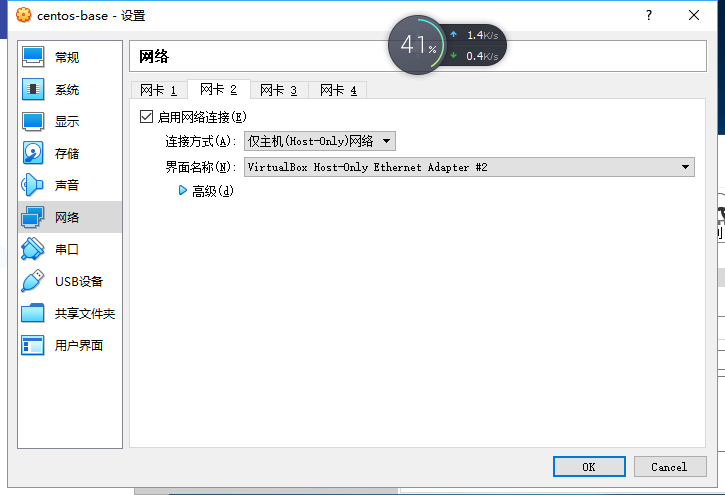 centos-base - 设置
?
41%
1.4K/s
0.4K/s
常规
系统
显示
存储
声音
网络
串口
USB设备
共享文件夹
用户界面
网络
网卡 1
网卡 2
网卡 3
网卡 4
启用网络连接(E)
连接方式(A): 仅主机(Host-Only)网络
界面名称(N): VirtualBox Host-Only Ethernet Adapter #2
高级(d)
OK
Cancel